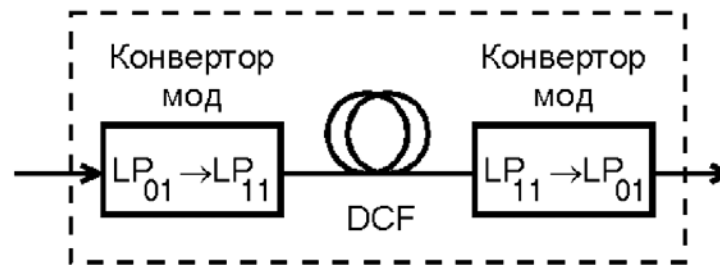 Конвертор
мод
Конвертор
мод
LP01 →LP11
LP11 →LP01
DCF